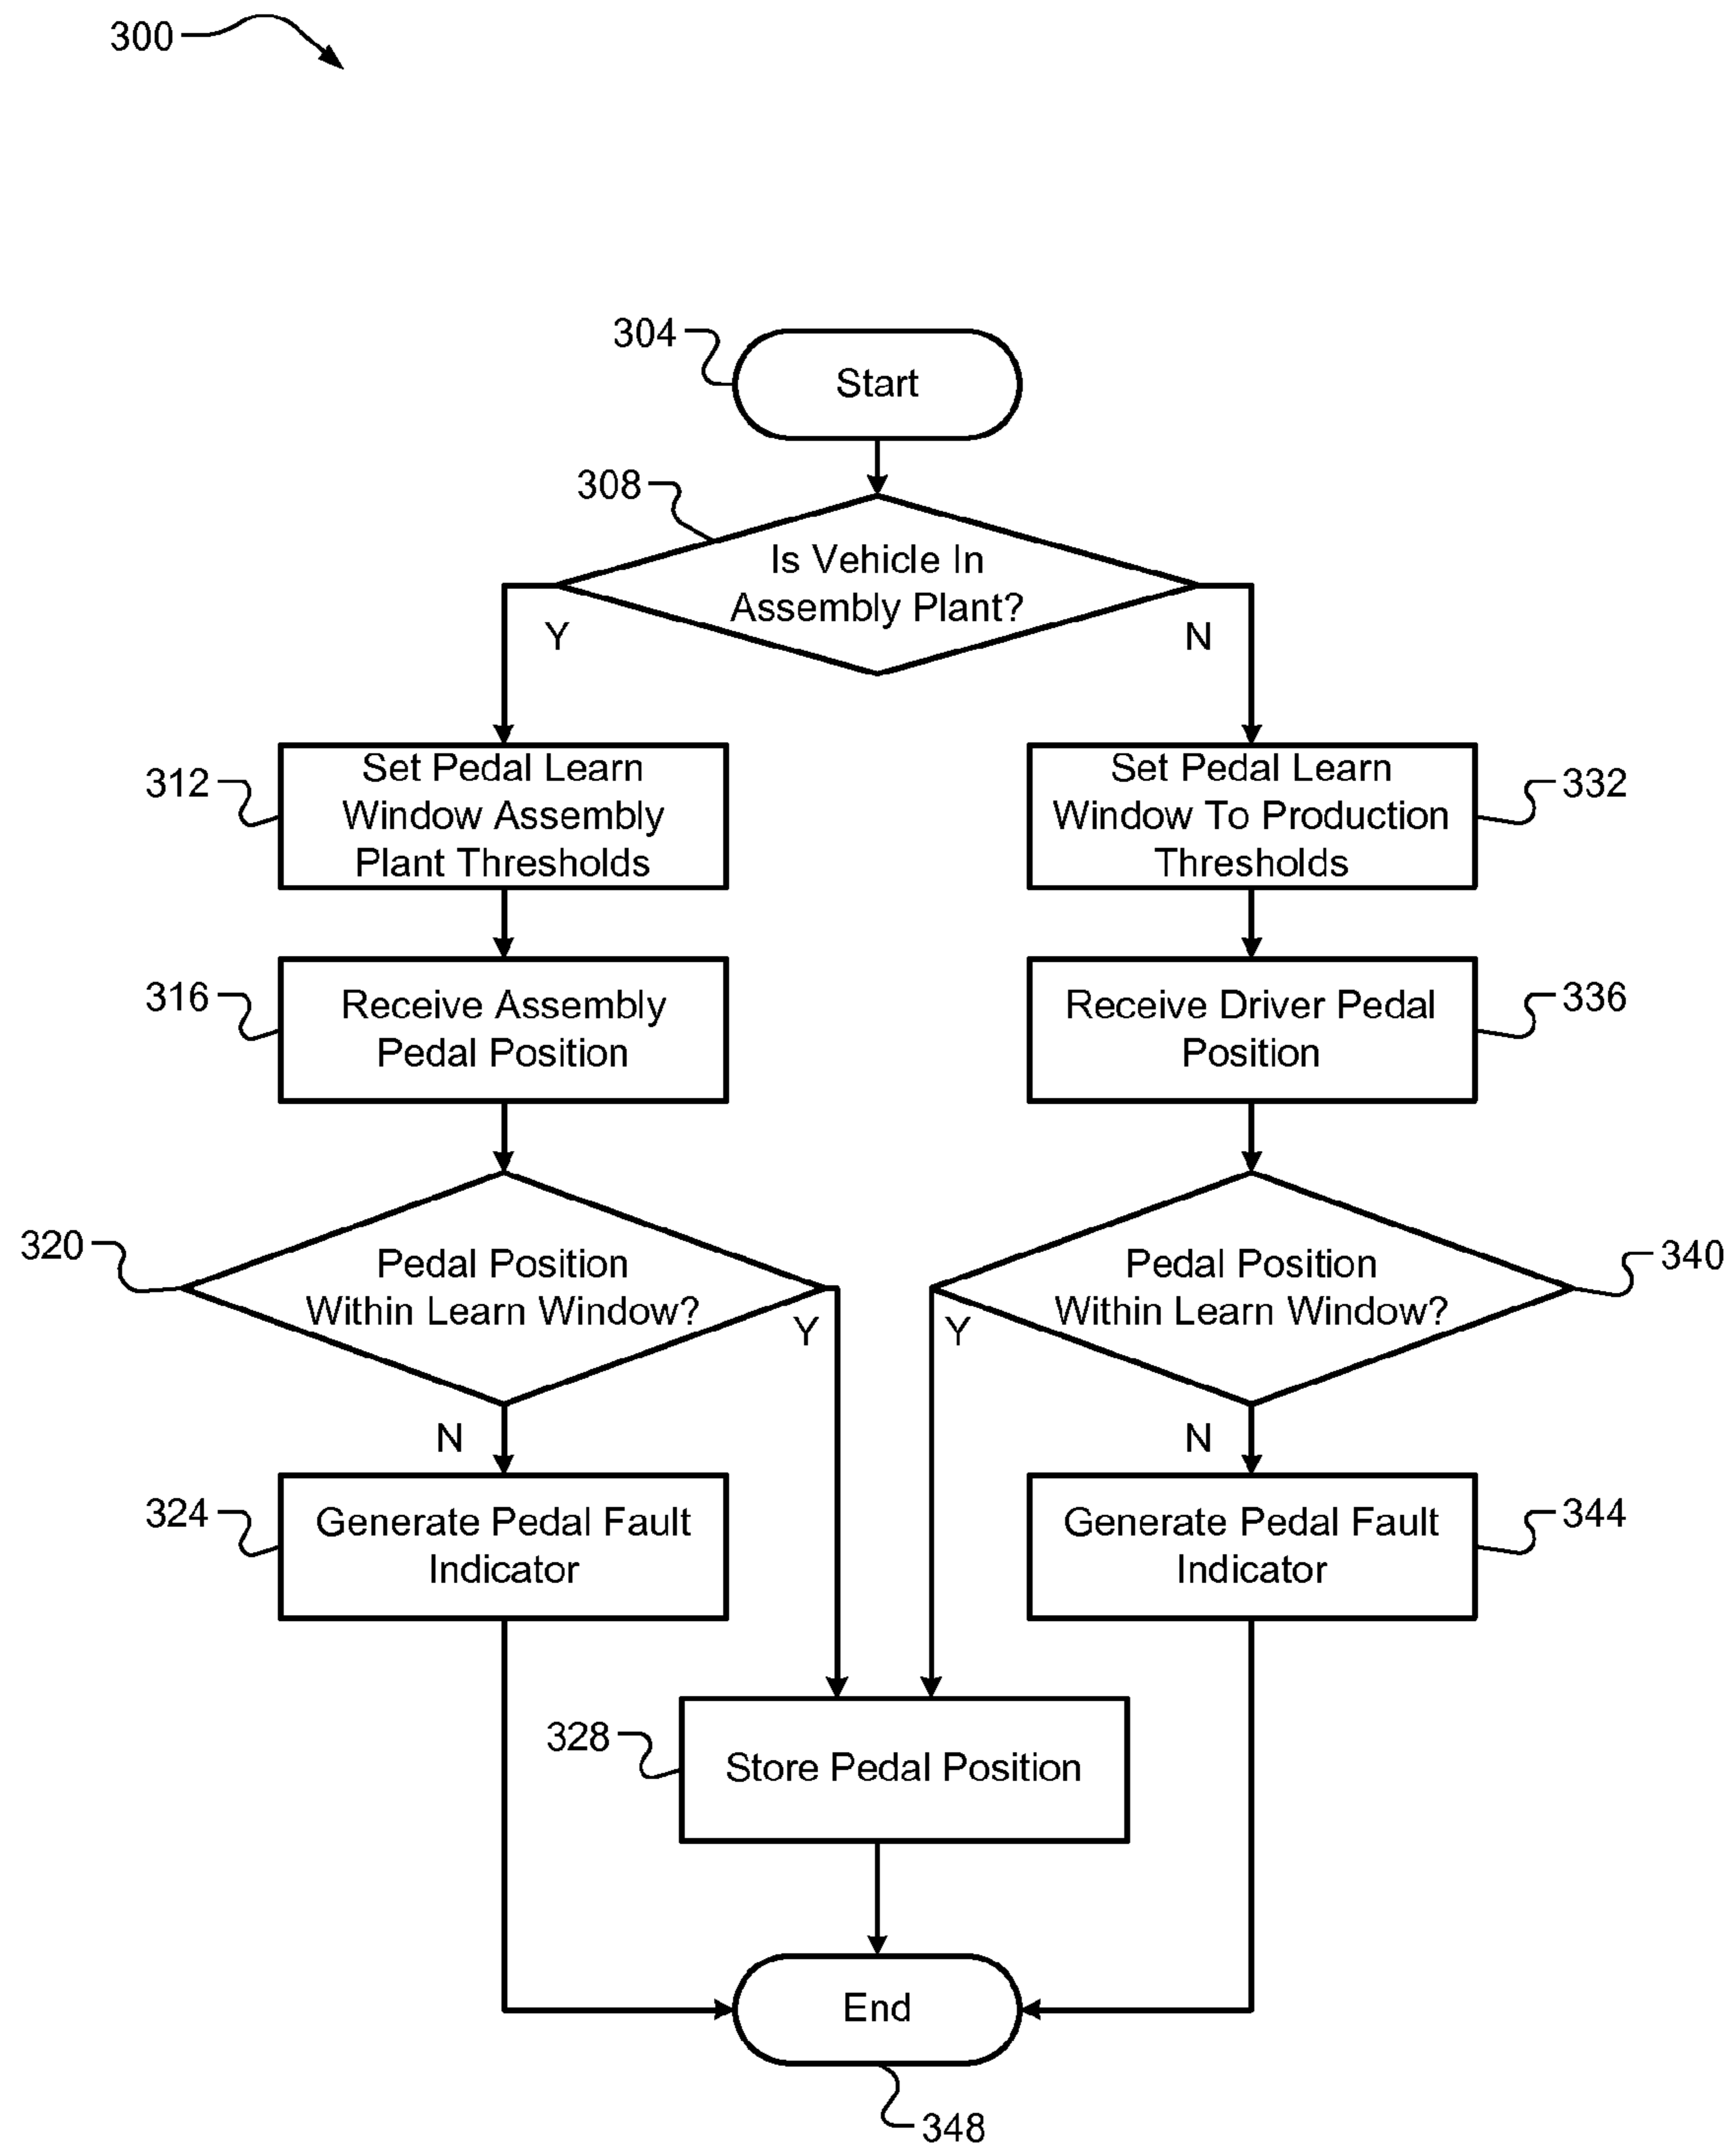 300
304
Start
308
Is Vehicle In
Assembly Plant?
Y
N
312
Set Pedal Learn
Window Assembly
Plant Thresholds
Set Pedal Learn
Window To Production
Thresholds
332
316
Receive Assembly
Pedal Position
Receive Driver Pedal
Position
336
320
Pedal Position
Within Learn Window?
Y
N
Pedal Position
Within Learn Window?
Y
N
340
324
Generate Pedal Fault
Indicator
Generate Pedal Fault
Indicator
344
328
Store Pedal Position
End
348